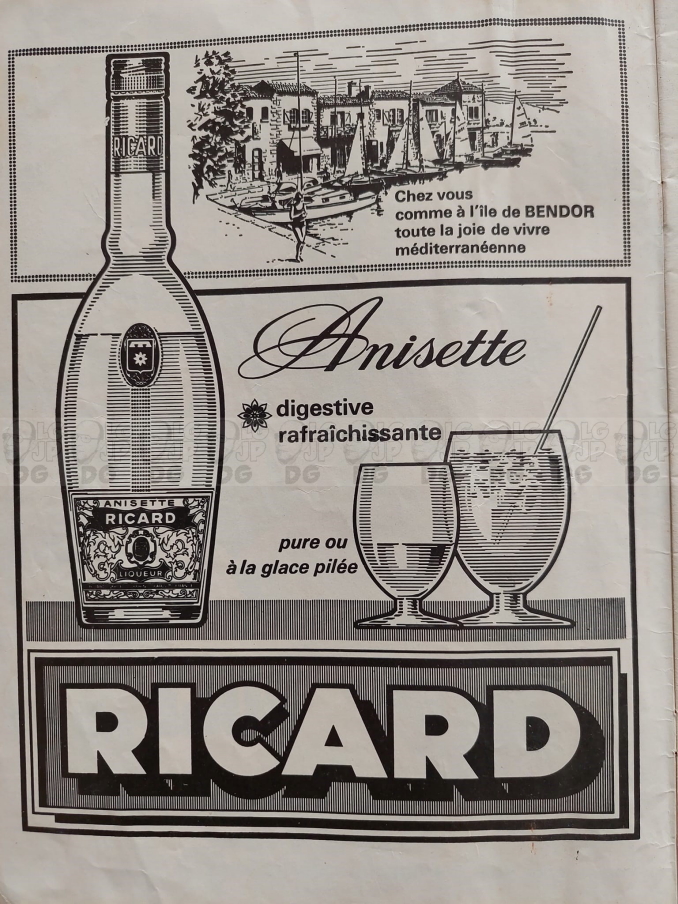 RICARD
Chez vous
comme à l'île de BENDOR
toute la joie de vivre
méditerranéenne
Anisette
digestive
rafraîchissante
pure ou
à la glace pilée
ANISETTE
RICARD
LIQUEUR
RICARD